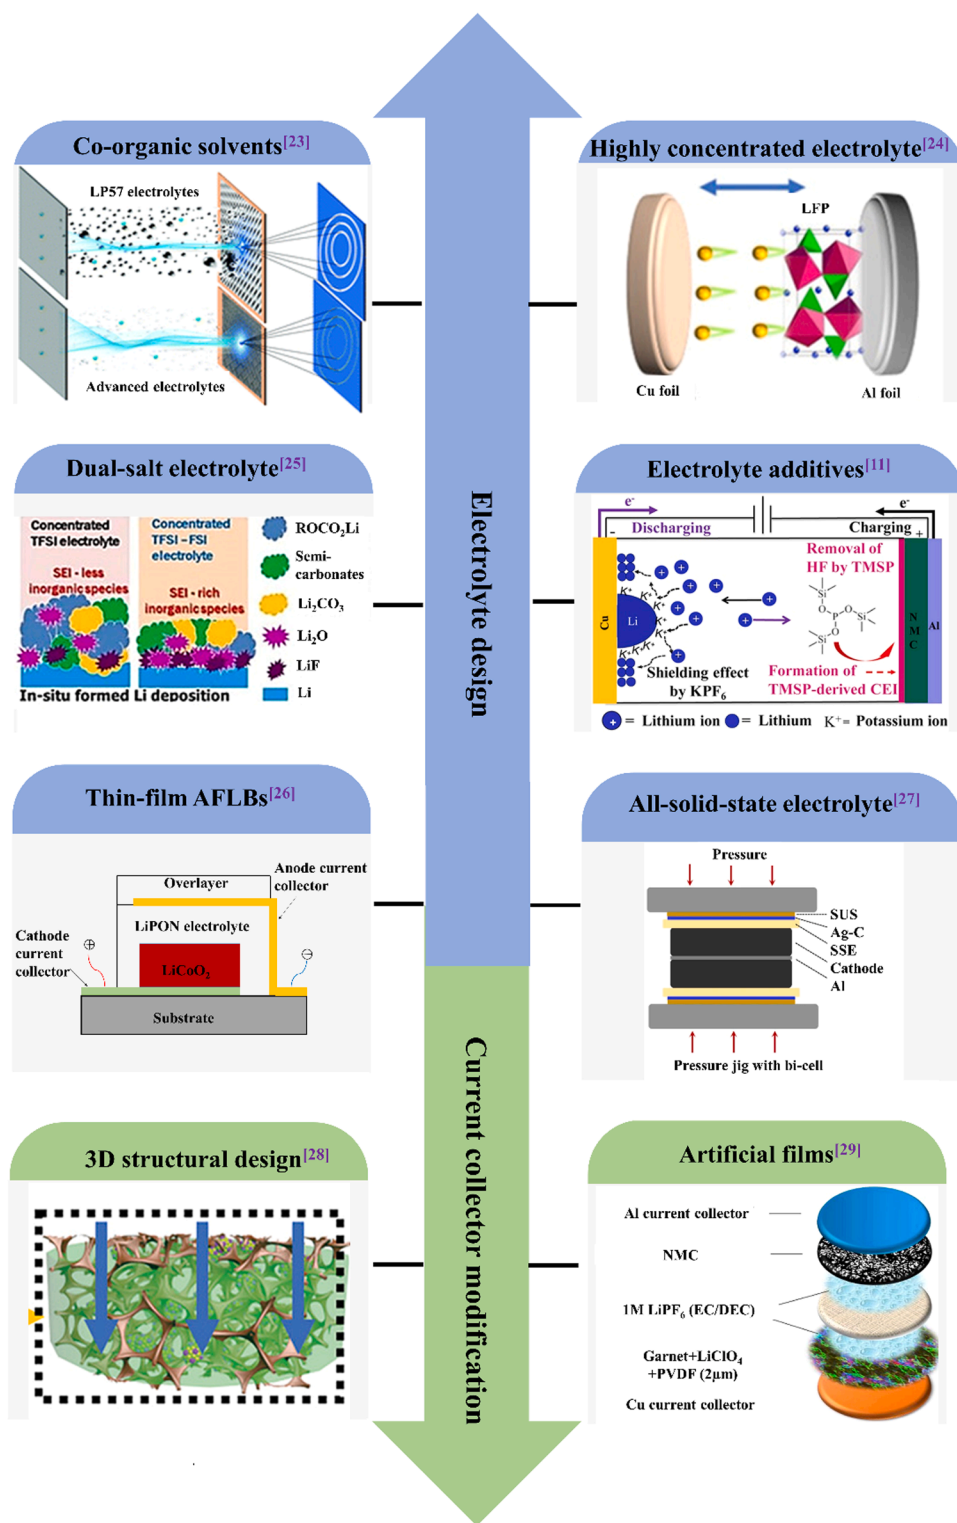 Co-organic solvents[23]
LP57 electrolytes
Advanced electrolytes
Highly concentrated electrolyte[24]
LFP
Cu foil
Al foil
Dual-salt electrolyte[25]
Concentrated
TFSI electrolyte
SEI - less
inorganic species
Concentrated
TFSI – FSI
electrolyte
SEI - rich
inorganic species
ROCO₂Li
Semi-
carbonates
Li₂CO₃
Li₂O
LiF
Li
In-situ formed Li deposition
Electrolyte additives[11]
e⁻
Discharging
e⁻
Charging
-
+
Cu
Li
K⁺
K⁺
K⁺
K⁺
K⁺K⁺K⁺
Removal of
HF by TMSP
Si
O
Si
O
P
O
Si
NMC
Al
Shielding effect
by KPF₆
Formation of
TMSP-derived CEI
+ = Lithium ion
= Lithium
K⁺= Potassium ion
Electrolyte design
Thin-film AFLBs[26]
Overlayer
Anode current
collector
LiPON electrolyte
Cathode
current
collector
+
−
LiCoO₂
Substrate
All-solid-state electrolyte[27]
Pressure
SUS
Ag-C
SSE
Cathode
Al
Pressure jig with bi-cell
Current collector modification
3D structural design[28]
Artificial films[29]
Al current collector
NMC
1M LiPF₆ (EC/DEC)
Garnet+LiClO₄
+PVDF (2μm)
Cu current collector